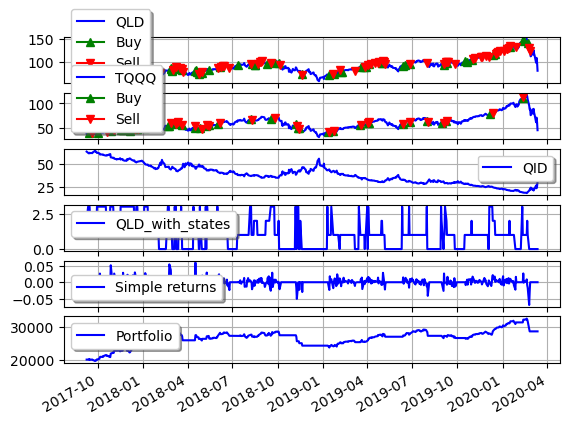 QLD
Buy
Sell
150
100
TQQQ
Buy
Sell
100
50
QID
50
25
QLD_with_states
2.5
0.0
Simple returns
0.05
0.00
−0.05
Portfolio
30000
20000
2017-10
2018-01
2018-04
2018-07
2018-10
2019-01
2019-04
2019-07
2019-10
2020-01
2020-04